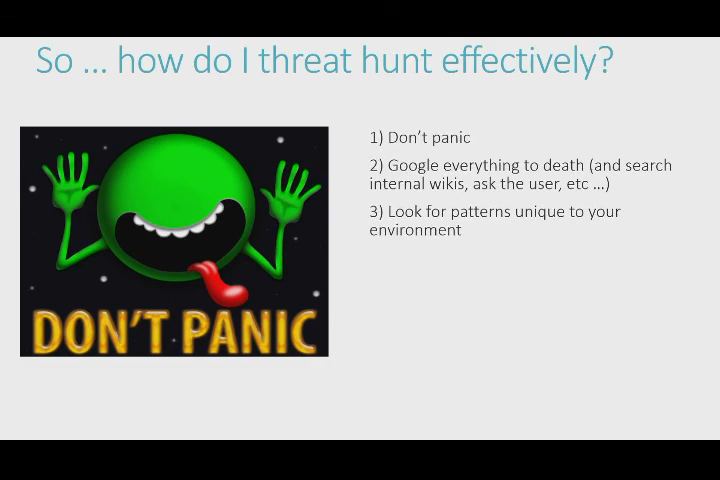 So ... how do I threat hunt effectively?
1) Don't panic
2) Google everything to death (and search
internal wikis, ask the user, etc ...)
3) Look for patterns unique to your
environment
DON'T PANIC